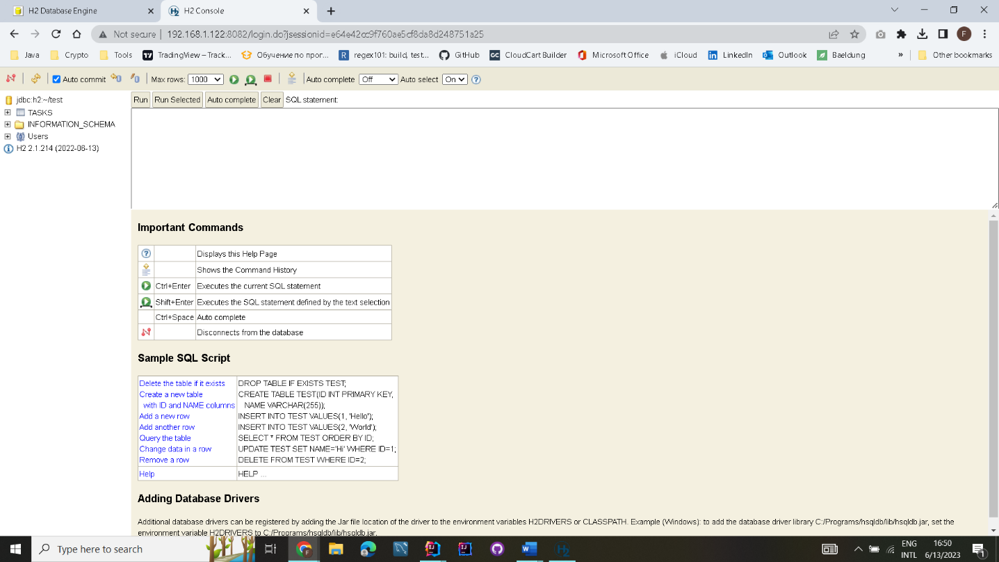 H2 Database Engine
H2 Console
Not secure | 192.168.1.122:8082/login.do?jsessionid=e64e42cc9f760ae5cf8da8d248751a25
Java Crypto Tools TradingView – Track... Обучение по прог... regex101: build, test... GitHub CloudCart Builder Microsoft Office iCloud LinkedIn Outlook Baeldung » Other bookmarks
Auto commit Max rows: 1000 Auto complete Off Auto select On
jdbc:h2:~/test
TASKS
INFORMATION_SCHEMA
Users
H2 2.1.214 (2022-06-13)
Run Run Selected Auto complete Clear SQL statement:
Important Commands
Displays this Help Page
Shows the Command History
Ctrl+Enter Executes the current SQL statement
Shift+Enter Executes the SQL statement defined by the text selection
Ctrl+Space Auto complete
Disconnects from the database
Sample SQL Script
Delete the table if it exists DROP TABLE IF EXISTS TEST;
Create a new table CREATE TABLE TEST(ID INT PRIMARY KEY,
with ID and NAME columns NAME VARCHAR(255));
Add a new row INSERT INTO TEST VALUES(1, 'Hello');
Add another row INSERT INTO TEST VALUES(2, 'World');
Query the table SELECT * FROM TEST ORDER BY ID;
Change data in a row UPDATE TEST SET NAME='Hi' WHERE ID=1;
Remove a row DELETE FROM TEST WHERE ID=2;
Help HELP ...
Adding Database Drivers
Additional database drivers can be registered by adding the Jar file location of the driver to the environment variables H2DRIVERS or CLASSPATH. Example (Windows): to add the database driver library C:/Programs/hsqldb/lib/hsqldb.jar, set the
environment variable H2DRIVERS to C:/Programs/hsqldb/lib/hsqldb.jar.
Type here to search
ENG
INTL
16:50
6/13/2023
1